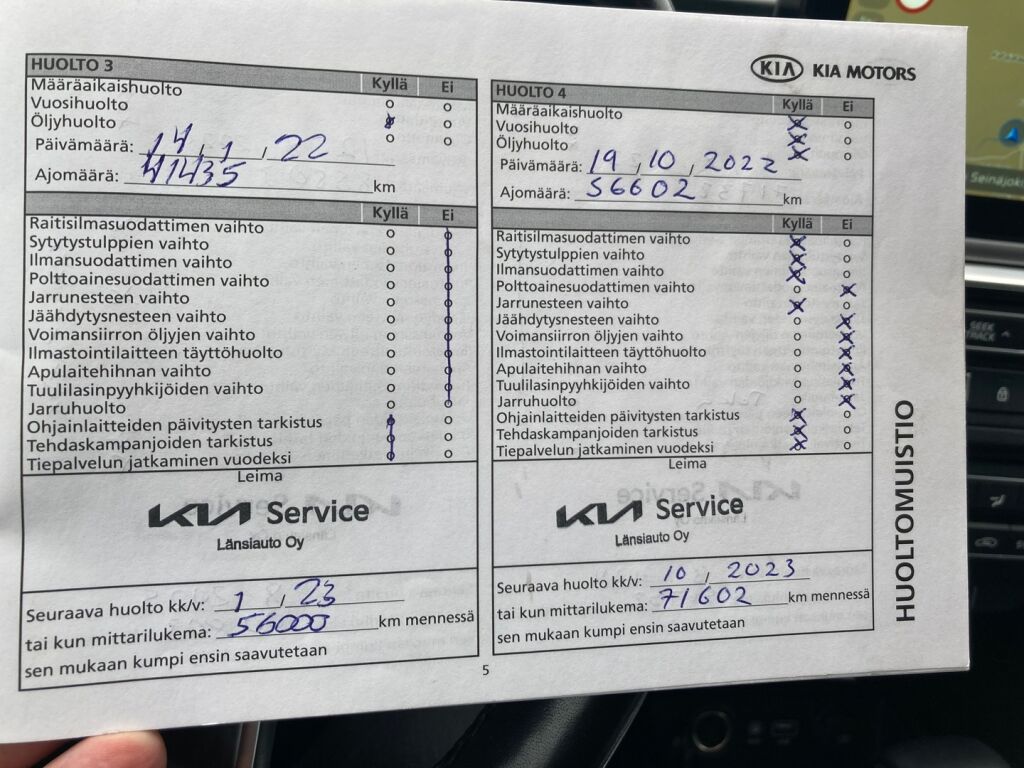 HUOLTO 3
Kyllä Ei
Määräaikaishuolto
Vuosihuolto
Öljyhuolto
Päivämäärä: 14 , 1 , 22
Ajomäärä: 41435 km
Kyllä Ei
Raitisilmasuodattimen vaihto
Sytytystulppien vaihto
Ilmansuodattimen vaihto
Polttoainesuodattimen vaihto
Jarrunesteen vaihto
Jäähdytysnesteen vaihto
Voimansiirron öljyjen vaihto
Ilmastointilaitteen täyttöhuolto
Apulaitehihnan vaihto
Tuulilasinpyyhkijöiden vaihto
Jarruhuolto
Ohjainlaitteiden päivitysten tarkistus
Tehdaskampanjoiden tarkistus
Tiepalvelun jatkaminen vuodeksi
Leima
KIA Service
Länsiauto Oy
Seuraava huolto kk/v: 1 , 23
tai kun mittarilukema: 56000 km mennessä
sen mukaan kumpi ensin saavutetaan
KIA KIA MOTORS
HUOLTO 4
Kyllä Ei
Määräaikaishuolto
Vuosihuolto
Öljyhuolto
Päivämäärä: 19 , 10 , 2022
Ajomäärä: 56602 km
Kyllä Ei
Raitisilmasuodattimen vaihto
Sytytystulppien vaihto
Ilmansuodattimen vaihto
Polttoainesuodattimen vaihto
Jarrunesteen vaihto
Jäähdytysnesteen vaihto
Voimansiirron öljyjen vaihto
Ilmastointilaitteen täyttöhuolto
Apulaitehihnan vaihto
Tuulilasinpyyhkijöiden vaihto
Jarruhuolto
Ohjainlaitteiden päivitysten tarkistus
Tehdaskampanjoiden tarkistus
Tiepalvelun jatkaminen vuodeksi
Leima
KIA Service
Länsiauto Oy
Seuraava huolto kk/v: 10 , 2023
tai kun mittarilukema: 71602 km mennessä
sen mukaan kumpi ensin saavutetaan
HUOLTOMUISTIO
5
Seinäjoki
SEEK
TRACK